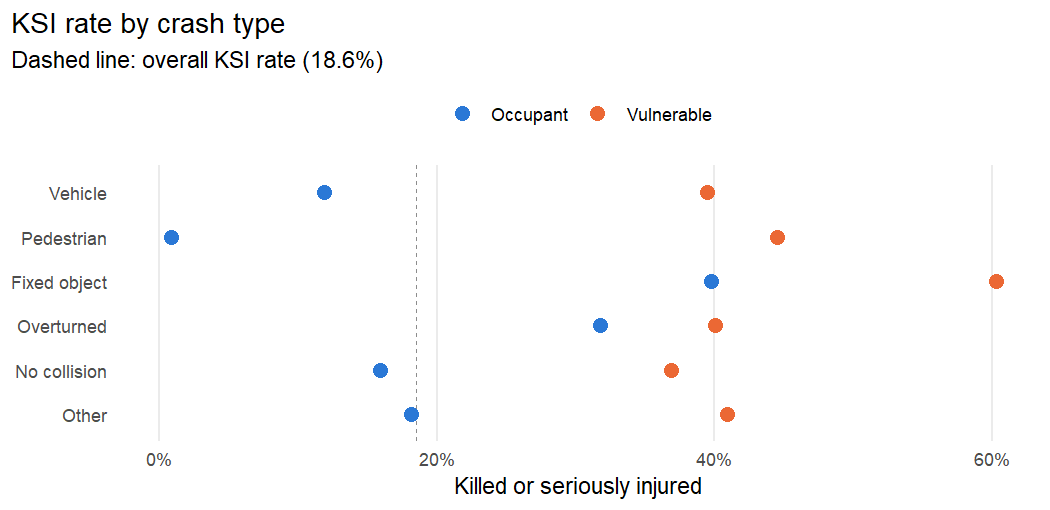 KSI rate by crash type
Dashed line: overall KSI rate (18.6%)
Occupant Vulnerable
Vehicle
Pedestrian
Fixed object
Overturned
No collision
Other
0% 20% 40% 60%
Killed or seriously injured